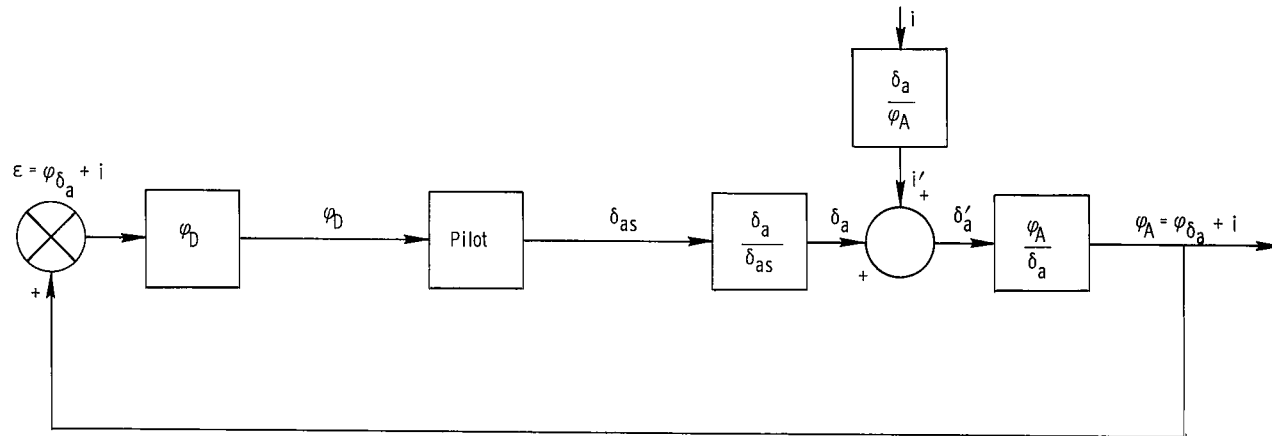 i
δa
φA
ε = φδa + i
i′
+
φD
φD
Pilot
δas
δa
δas
δa
+
δ′a
φA
δa
φA = φδa + i
+